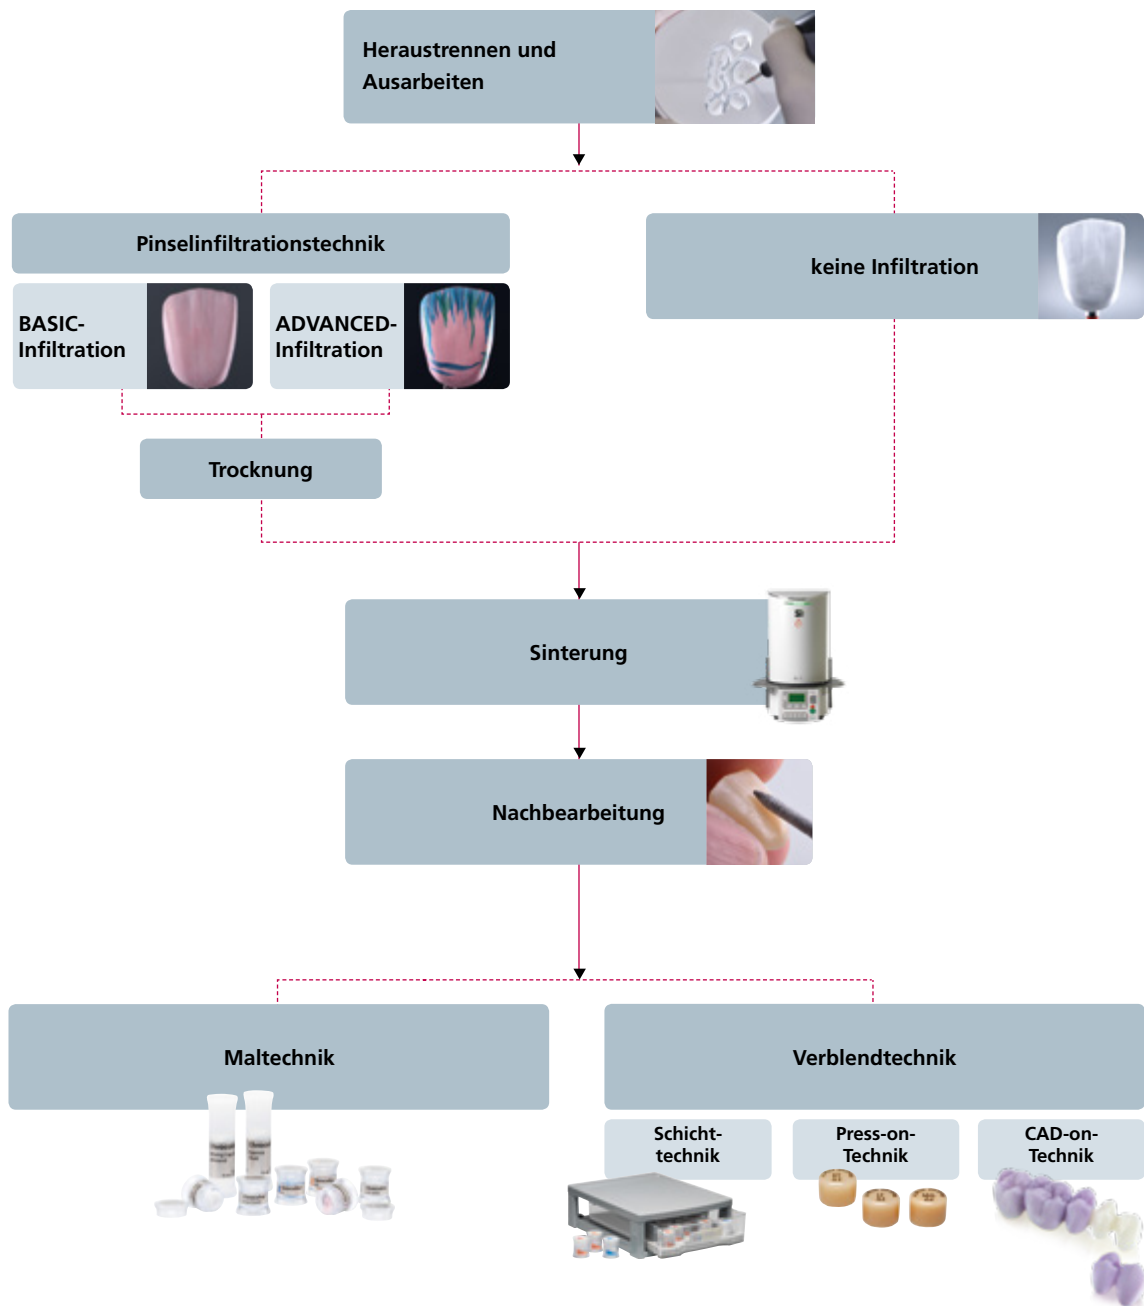 Heraustrennen und
Ausarbeiten
Pinselinfiltrationstechnik
keine Infiltration
BASIC-
Infiltration
ADVANCED-
Infiltration
Trocknung
Sinterung
Nachbearbeitung
Maltechnik
Verblendtechnik
Schicht-
technik
Press-on-
Technik
CAD-on-
Technik